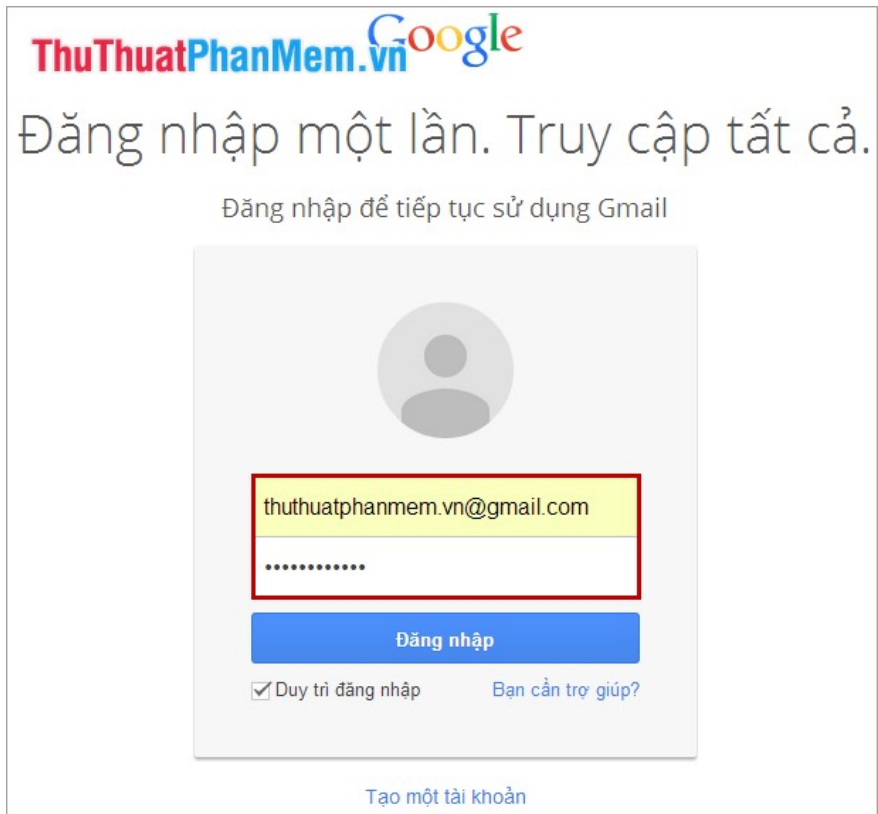 Google
ThuThuatPhanMem.vn
Đăng nhập một lần. Truy cập tất cả.
Đăng nhập để tiếp tục sử dụng Gmail
thuthuatphanmem.vn@gmail.com
••••••••••••
Đăng nhập
Duy trì đăng nhập Bạn cần trợ giúp?
Tạo một tài khoản